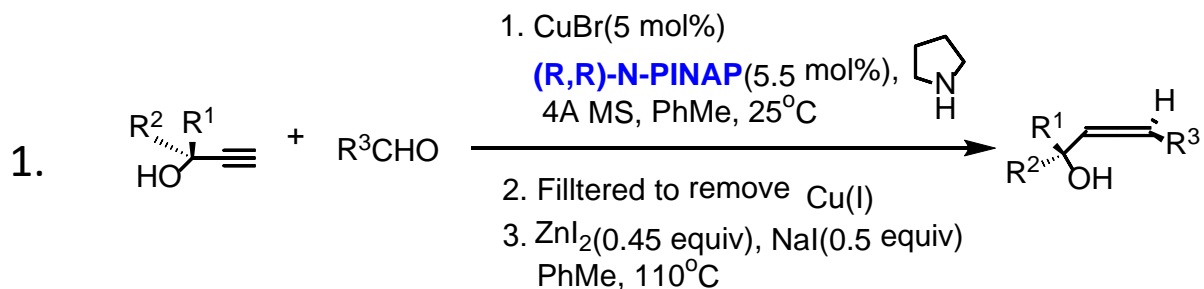 1. CuBr(5 mol%)
(R,R)-N-PINAP(5.5 mol%), N H
4A MS, PhMe, 25°C
1. R² R¹ HO + R³CHO R¹ R² OH H R³
2. Filltered to remove Cu(I)
3. ZnI₂(0.45 equiv), NaI(0.5 equiv)
PhMe, 110°C